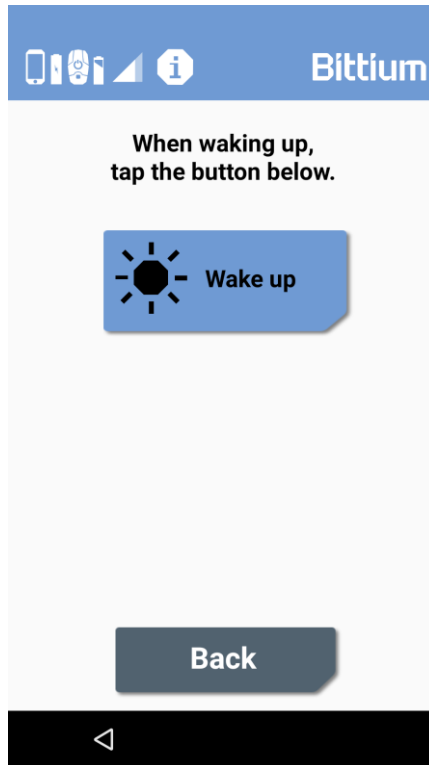 i
Bittium
When waking up,
tap the button below.
Wake up
Back